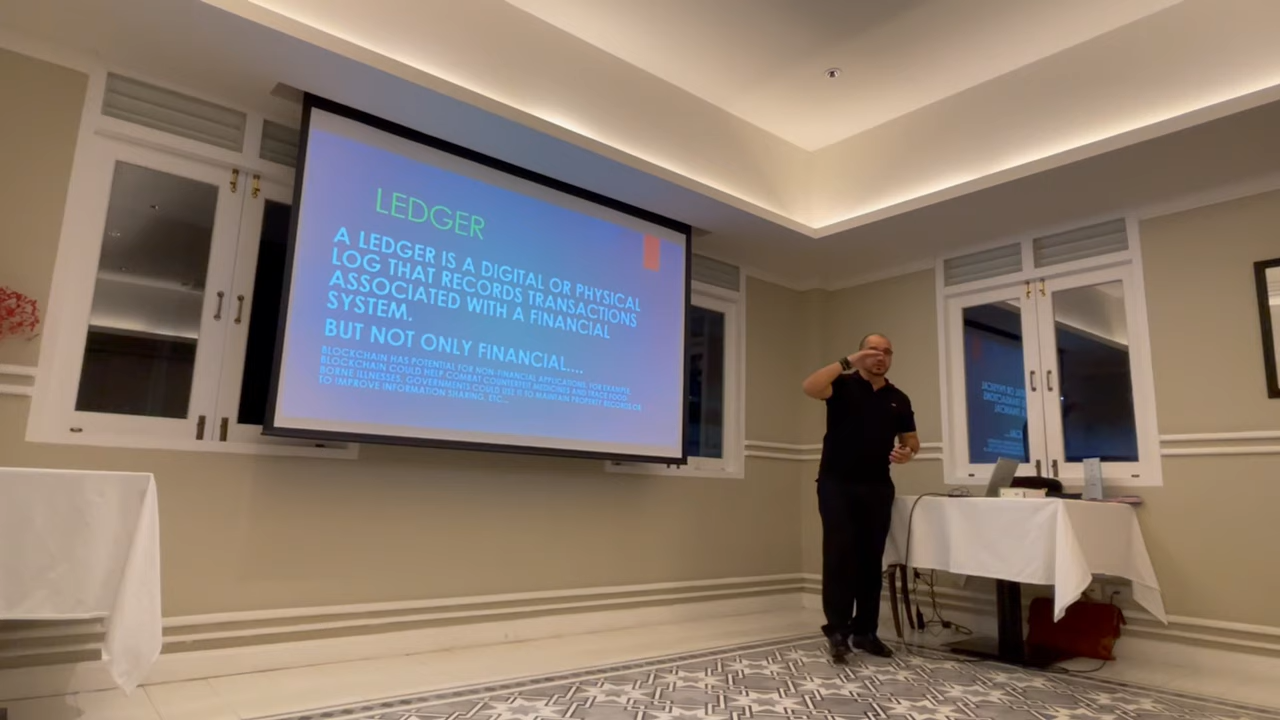 LEDGER
A LEDGER IS A DIGITAL OR PHYSICAL
LOG THAT RECORDS TRANSACTIONS
ASSOCIATED WITH A FINANCIAL
SYSTEM.
BUT NOT ONLY FINANCIAL....
BLOCKCHAIN HAS POTENTIAL FOR NON-FINANCIAL APPLICATIONS. FOR EXAMPLE,
BLOCKCHAIN COULD HELP COMBAT COUNTERFEIT MEDICINES AND TRACE FOOD-
BORNE ILLNESSES, GOVERNMENTS COULD USE IT TO MAINTAIN PROPERTY RECORDS OR
TO IMPROVE INFORMATION SHARING, ETC...